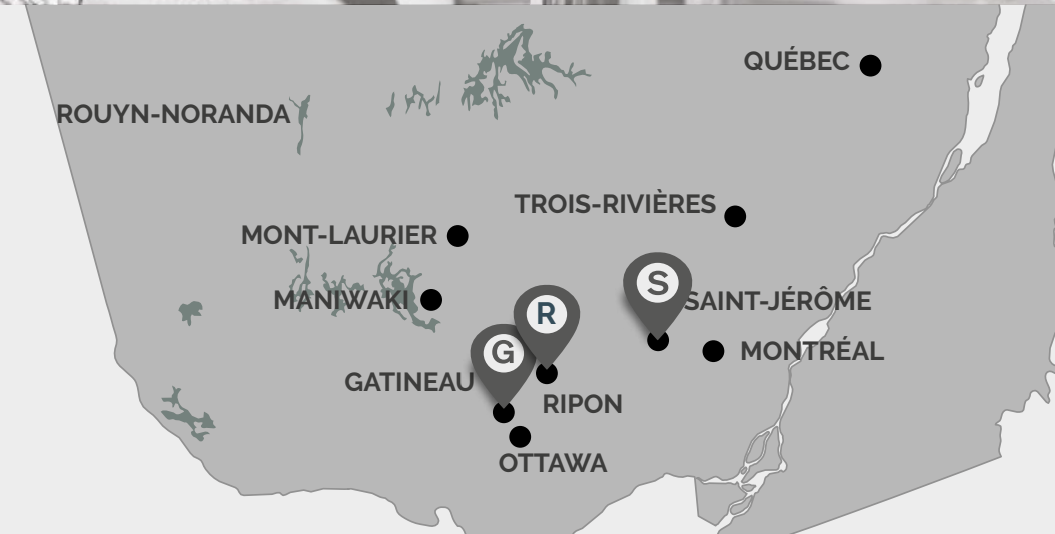 QUÉBEC
ROUYN-NORANDA
TROIS-RIVIÈRES
MONT-LAURIER
S
MANIWAKI
SAINT-JÉRÔME
R
G
MONTRÉAL
GATINEAU
RIPON
OTTAWA